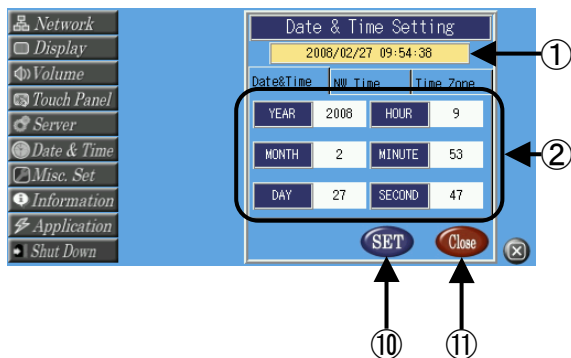 Network
Display
Volume
Touch Panel
Server
Date & Time
Misc. Set
Information
Application
Shut Down
Date & Time Setting
2008/02/27 09:54:38
①
Date&Time NW Time Time Zone
YEAR 2008 HOUR 9
MONTH 2 MINUTE 53
②
DAY 27 SECOND 47
SET Close
⑩ ⑪